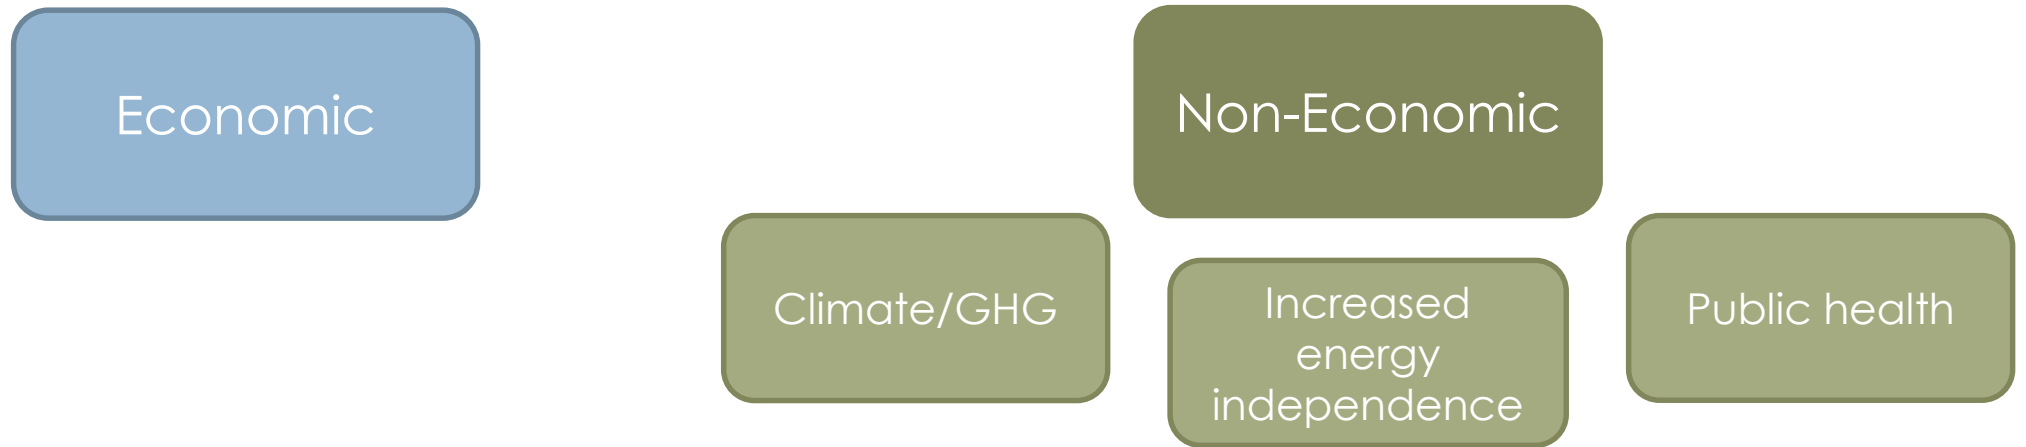 Economic
Non-Economic
Climate/GHG
Increased
energy
independence
Public health